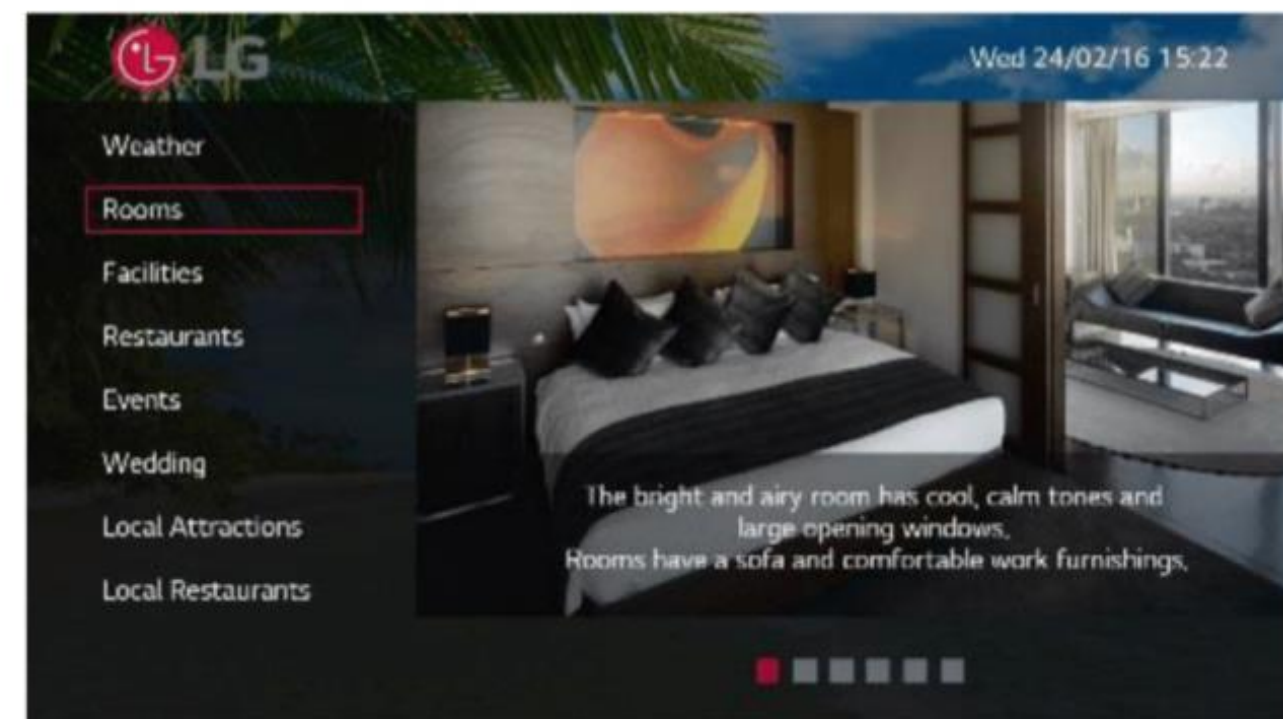 LG
Wed 24/02/16 15:22
Weather
Rooms
Facilities
Restaurants
Events
Wedding
Local Attractions
Local Restaurants
The bright and airy room has cool, calm tones and
large opening windows.
Rooms have a sofa and comfortable work furnishings.